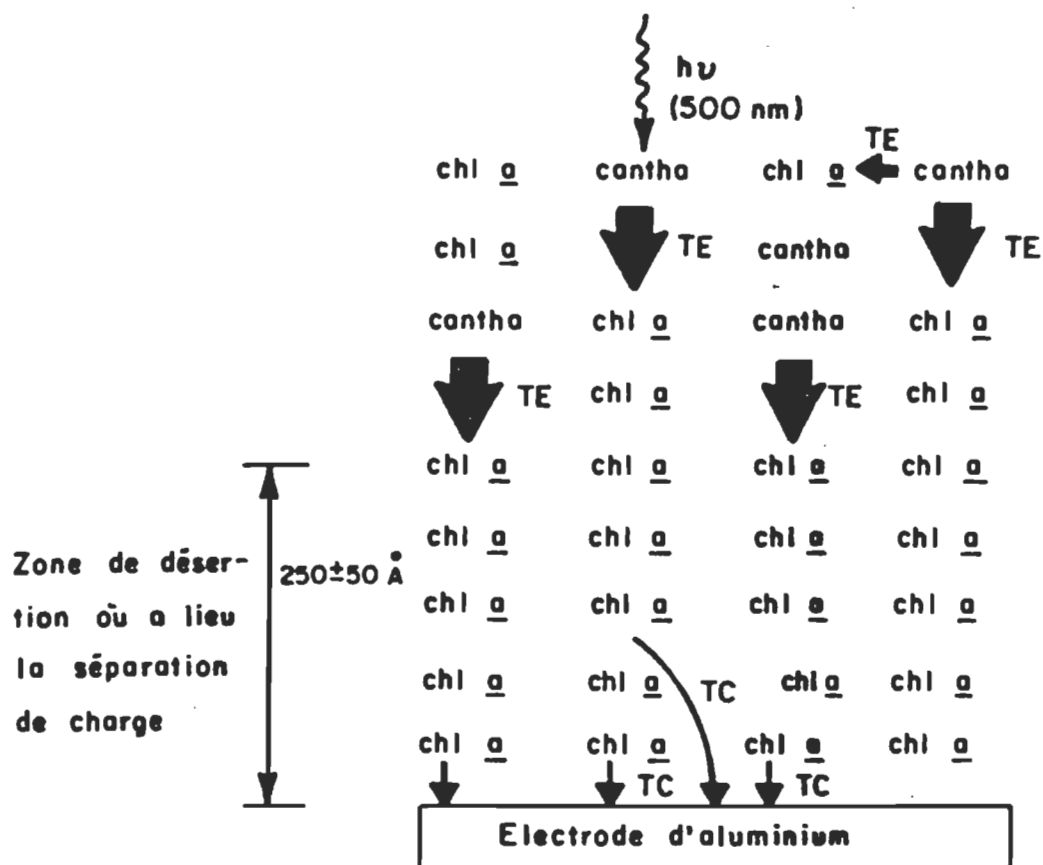 hν
(500 nm)
TE
chl a cantha chl a cantha
chl a TE cantha TE
cantha chl a cantha chl a
TE chl a TE chl a
chl a chl a chl a chl a
Zone de déser- 250±50 Å chl a chl a chl a chl a
tion où a lieu chl a chl a chl a chl a
la séparation chl a chl a TC chl a chl a
de charge chl a chl a chl a chl a
TC TC
Electrode d'aluminium